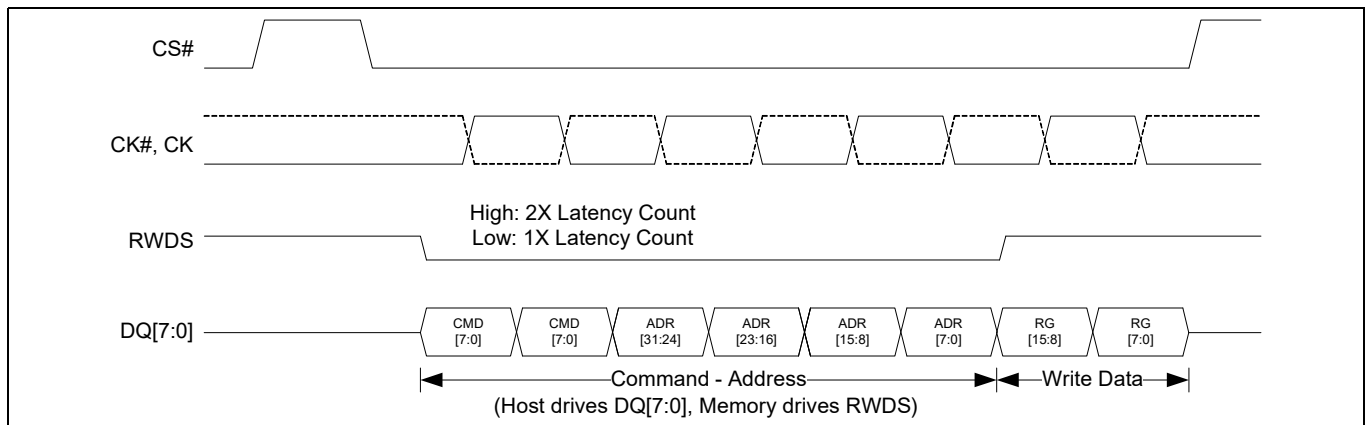 CS#
CK#, CK
High: 2X Latency Count
Low: 1X Latency Count
RWDS
DQ[7:0]
CMD
[7:0]
CMD
[7:0]
ADR
[31:24]
ADR
[23:16]
ADR
[15:8]
ADR
[7:0]
RG
[15:8]
RG
[7:0]
Command - Address
Write Data
(Host drives DQ[7:0], Memory drives RWDS)